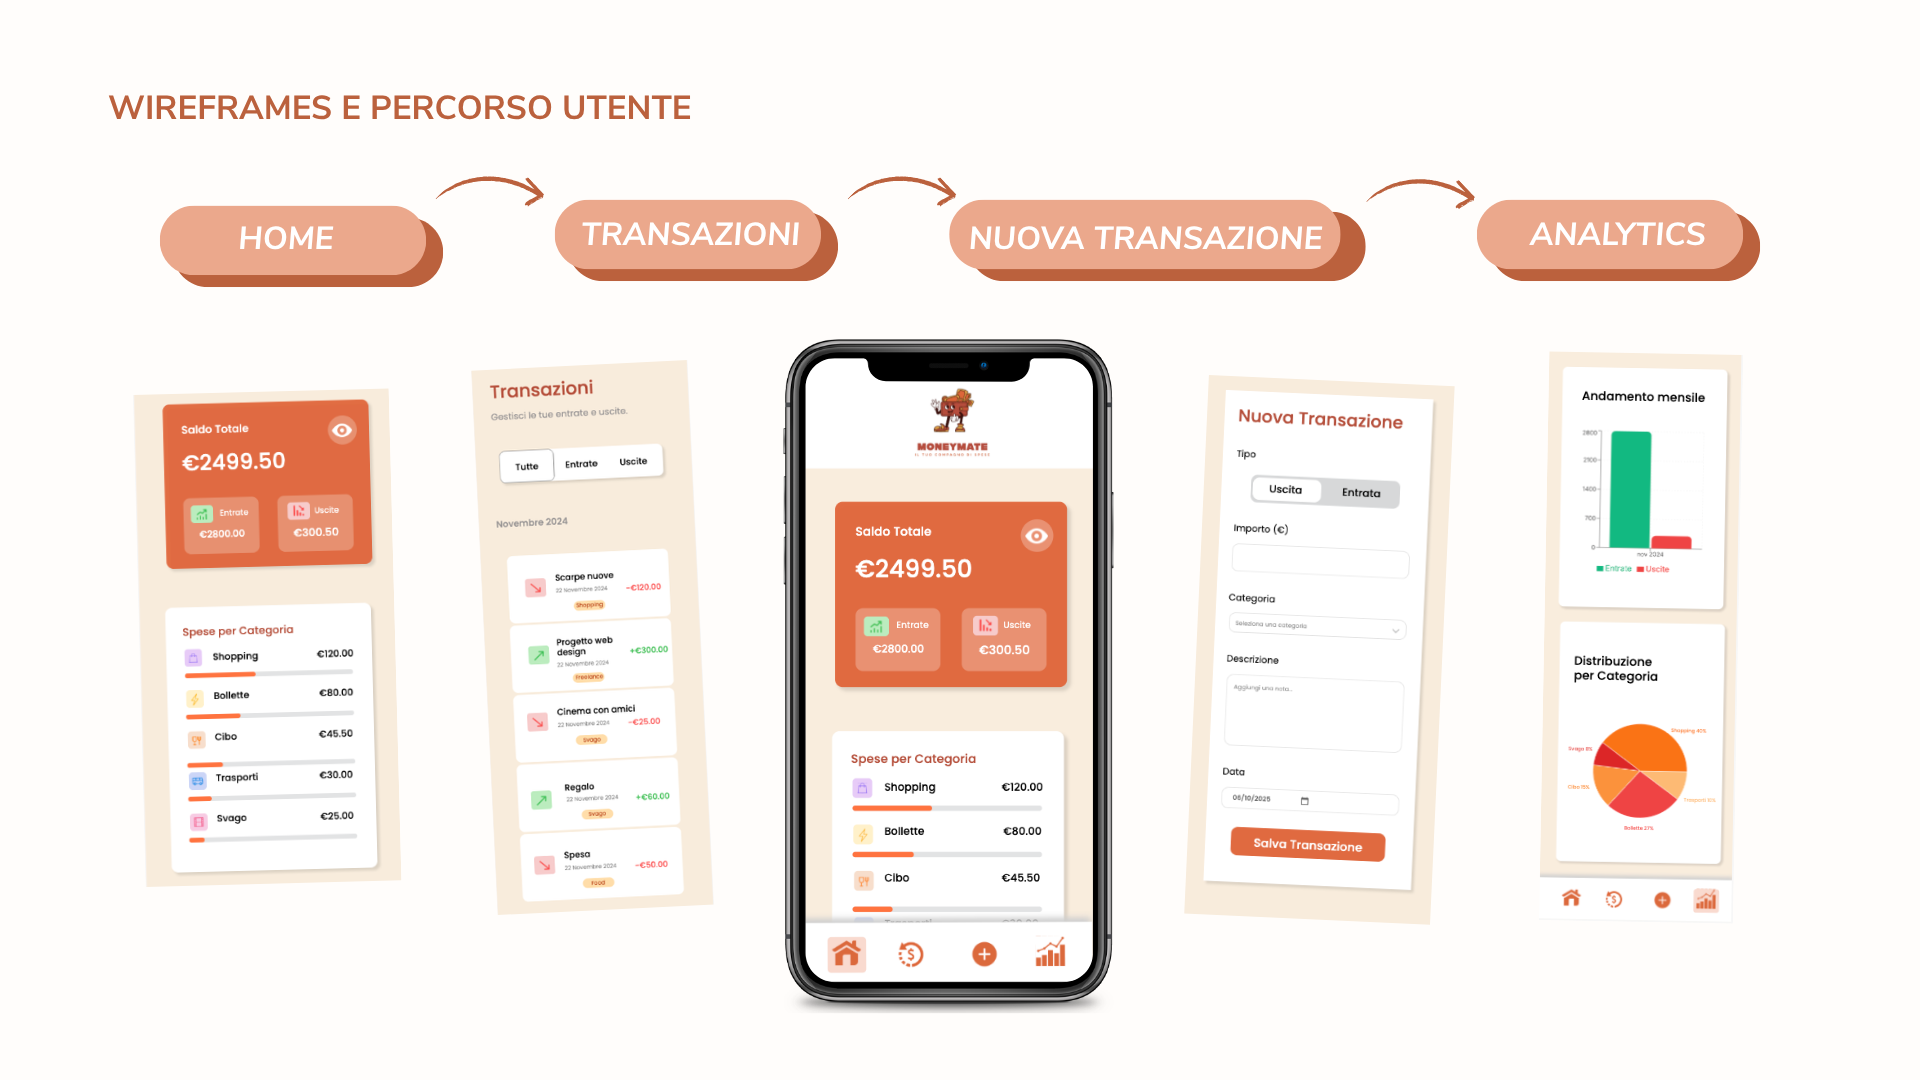 WIREFRAMES E PERCORSO UTENTE
HOME
TRANSAZIONI
NUOVA TRANSAZIONE
ANALYTICS
Saldo Totale
€2499.50
Entrate
€2800.00
Uscite
€300.50
Spese per Categoria
Shopping €120.00
Bollette €80.00
Cibo €45.50
Trasporti €30.00
Svago €25.00
Transazioni
Gestisci le tue entrate e uscite.
Tutte Entrate Uscite
Novembre 2024
Scarpe nuove
22 Novembre 2024 -€120.00
Shopping
Progetto web
design
22 Novembre 2024 +€300.00
Freelance
Cinema con amici
22 Novembre 2024 -€25.00
Svago
Regalo
22 Novembre 2024 +€60.00
Svago
Spesa
22 Novembre 2024 -€50.00
Food
MONEYMATE
IL TUO COMPAGNO DI SPESE
Saldo Totale
€2499.50
Entrate
€2800.00
Uscite
€300.50
Spese per Categoria
Shopping €120.00
Bollette €80.00
Cibo €45.50
Nuova Transazione
Tipo
Uscita Entrata
Importo (€)
Categoria
Seleziona una categoria
Descrizione
Aggiungi una nota...
Data
06/10/2025
Salva Transazione
Andamento mensile
2800
2100
1400
700
0
nov 2024
Entrate Uscite
Distribuzione
per Categoria
Shopping 40%
Svago 8%
Cibo 15%
Trasporti 10%
Bollette 27%